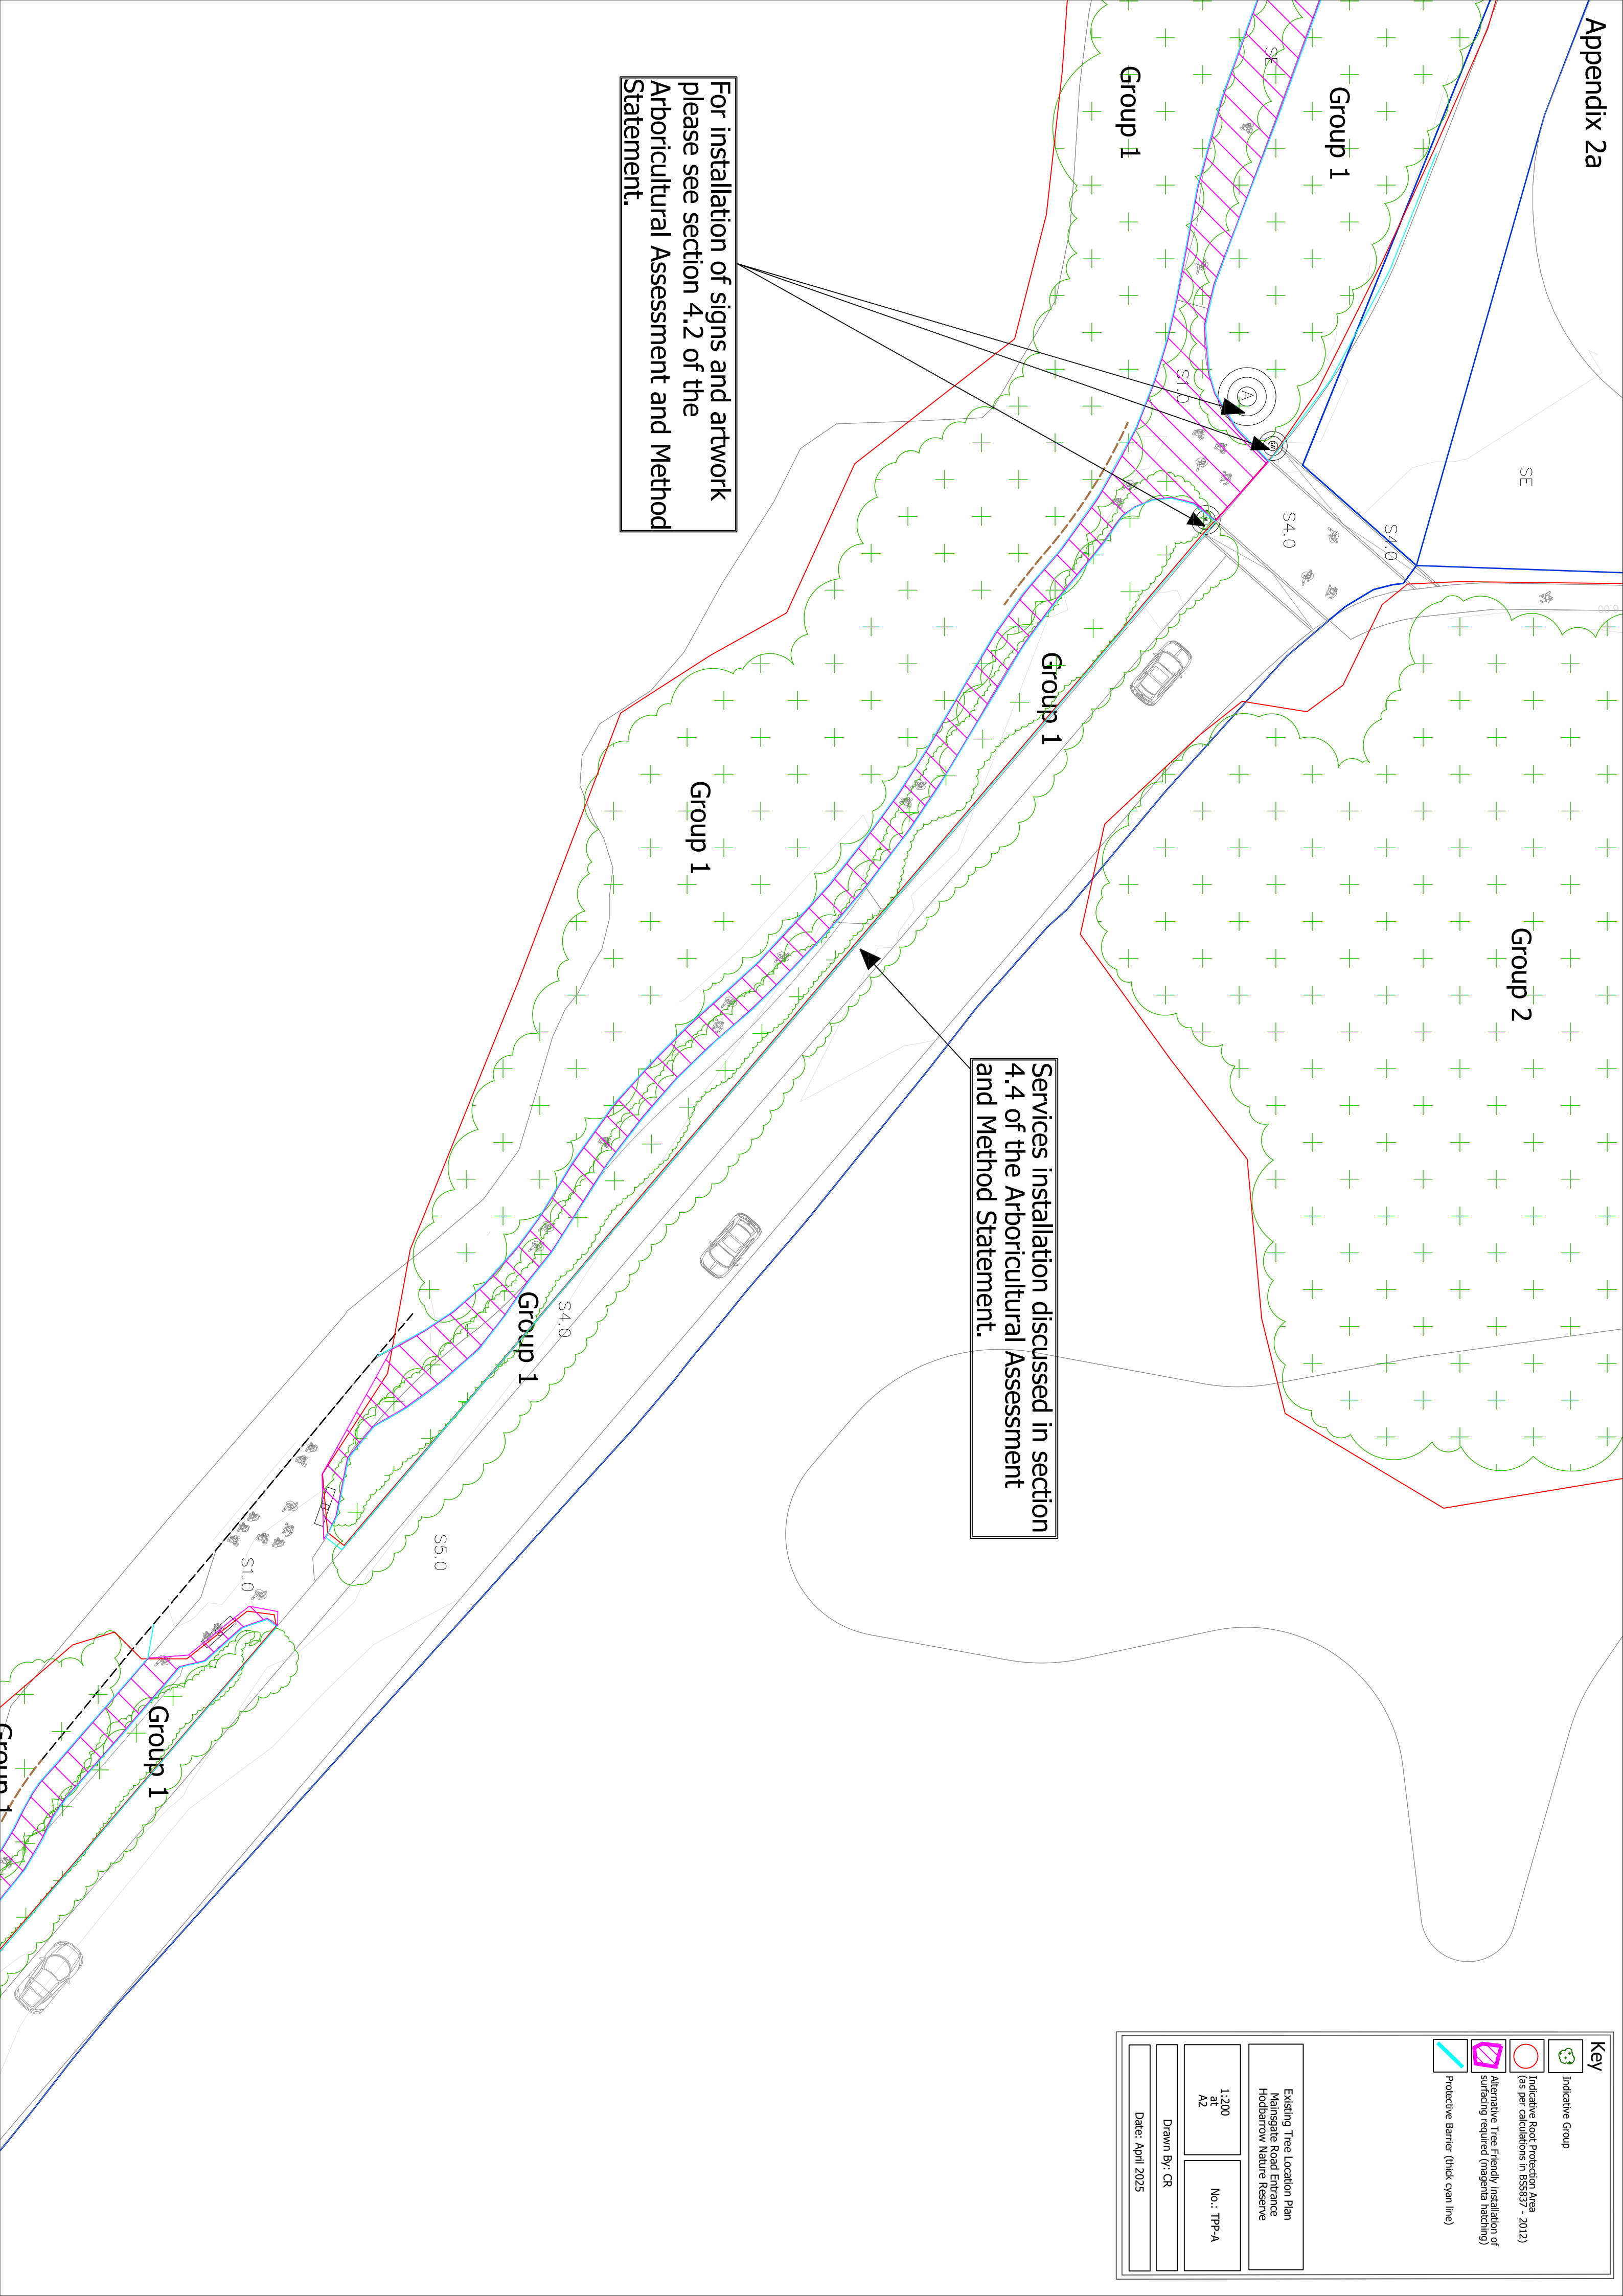 Appendix 2a
Group 1
Group 1
SE
SE
S1.0
A
S4.0
S4.0
For installation of signs and artwork
please see section 4.2 of the
Arboricultural Assessment and Method
Statement.
Group 1
Group 1
Group 2
Services installation discussed in section
4.4 of the Arboricultural Assessment
and Method Statement.
S4.0
Group 1
S5.0
S1.0
Group 1
Group 1
Key
Indicative Group
Indicative Root Protection Area
(as per calculations in BS5837 - 2012)
Alternative Tree Friendly installation of
surfacing required (magenta hatching)
Protective Barrier (thick cyan line)
Existing Tree Location Plan
Mainsgate Road Entrance
Hodbarrow Nature Reserve
1:200
at
A2
No.: TPP-A
Drawn By: CR
Date: April 2025